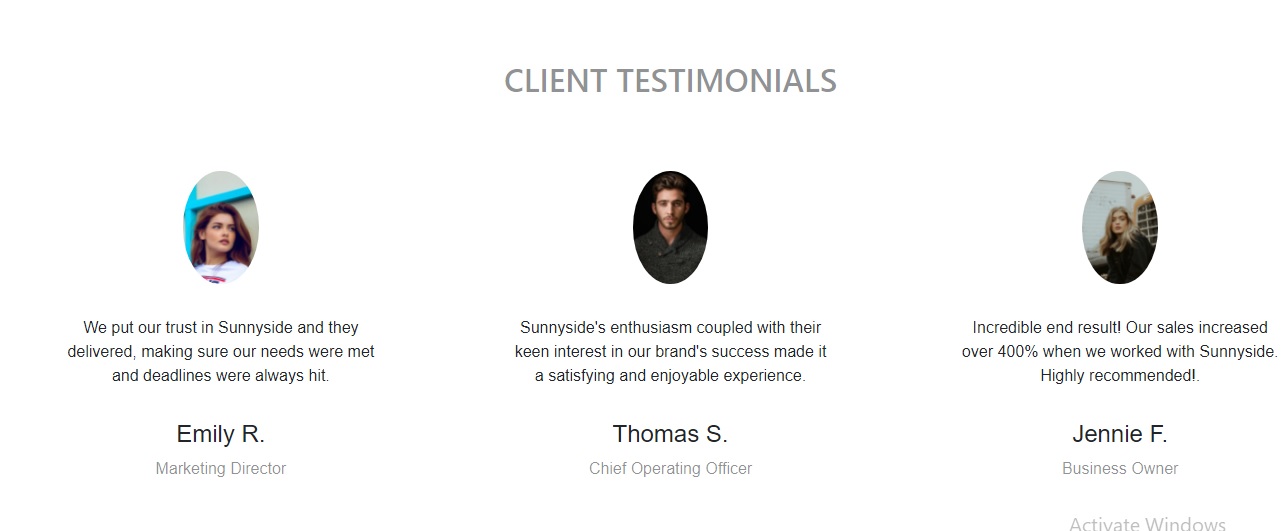 CLIENT TESTIMONIALS
We put our trust in Sunnyside and they
delivered, making sure our needs were met
and deadlines were always hit.
Emily R.
Marketing Director
Sunnyside's enthusiasm coupled with their
keen interest in our brand's success made it
a satisfying and enjoyable experience.
Thomas S.
Chief Operating Officer
Incredible end result! Our sales increased
over 400% when we worked with Sunnyside.
Highly recommended!.
Jennie F.
Business Owner
Activate Windows